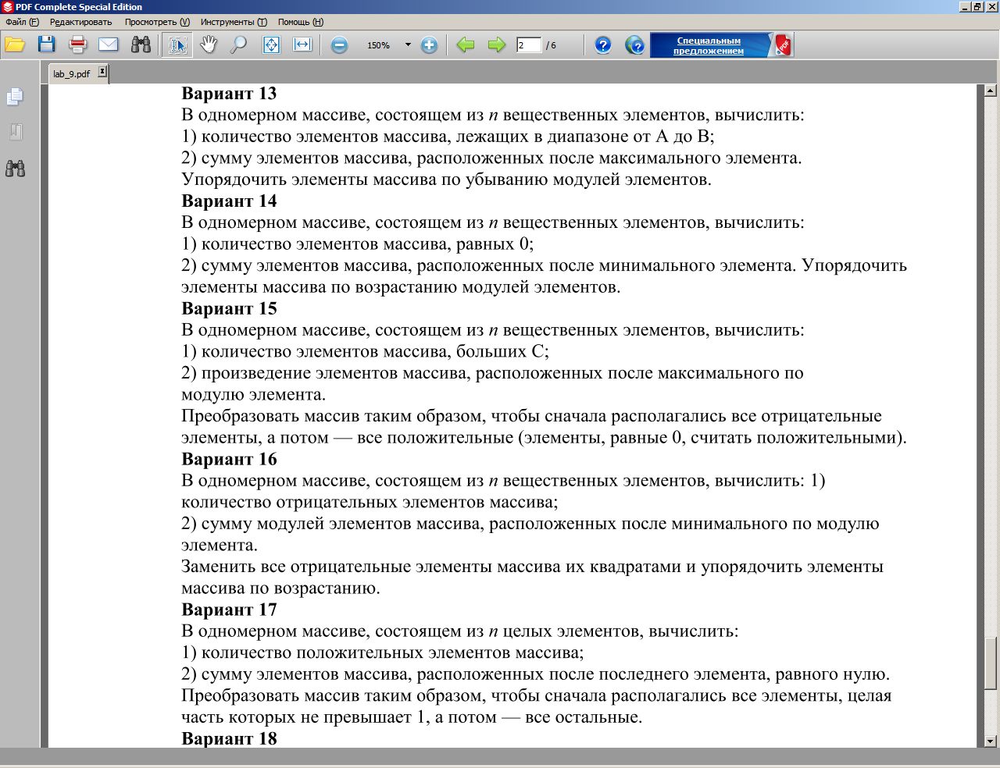 PDF Complete Special Edition
Файл (F) Редактировать Просмотреть (V) Инструменты (T) Помощь (H)
150% 2 / 6 Специальным предложением PDF
lab_9.pdf
Вариант 13
В одномерном массиве, состоящем из n вещественных элементов, вычислить:
1) количество элементов массива, лежащих в диапазоне от А до В;
2) сумму элементов массива, расположенных после максимального элемента.
Упорядочить элементы массива по убыванию модулей элементов.
Вариант 14
В одномерном массиве, состоящем из n вещественных элементов, вычислить:
1) количество элементов массива, равных 0;
2) сумму элементов массива, расположенных после минимального элемента. Упорядочить
элементы массива по возрастанию модулей элементов.
Вариант 15
В одномерном массиве, состоящем из n вещественных элементов, вычислить:
1) количество элементов массива, больших С;
2) произведение элементов массива, расположенных после максимального по
модулю элемента.
Преобразовать массив таким образом, чтобы сначала располагались все отрицательные
элементы, а потом — все положительные (элементы, равные 0, считать положительными).
Вариант 16
В одномерном массиве, состоящем из n вещественных элементов, вычислить: 1)
количество отрицательных элементов массива;
2) сумму модулей элементов массива, расположенных после минимального по модулю
элемента.
Заменить все отрицательные элементы массива их квадратами и упорядочить элементы
массива по возрастанию.
Вариант 17
В одномерном массиве, состоящем из n целых элементов, вычислить:
1) количество положительных элементов массива;
2) сумму элементов массива, расположенных после последнего элемента, равного нулю.
Преобразовать массив таким образом, чтобы сначала располагались все элементы, целая
часть которых не превышает 1, а потом — все остальные.
Вариант 18